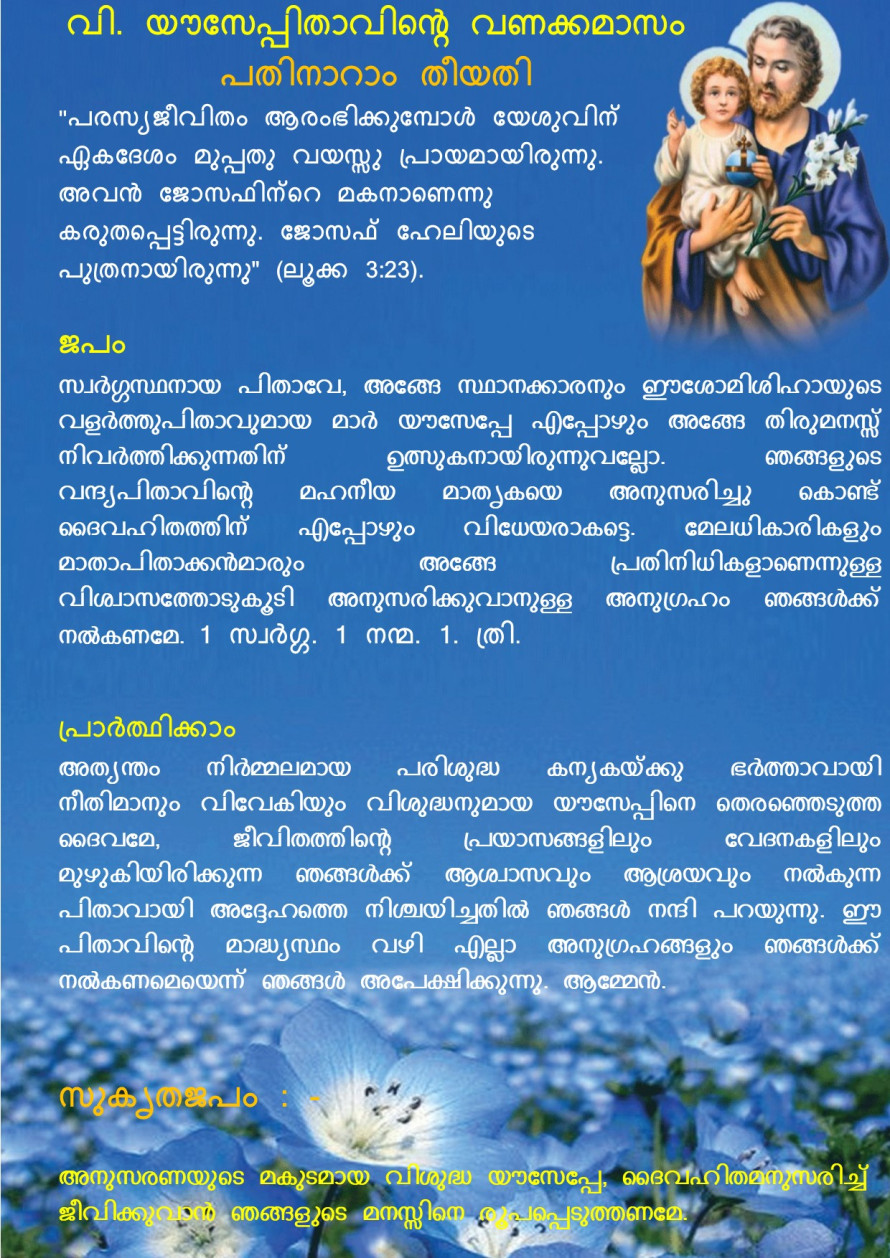 വി. യൗസേപ്പിതാവിന്റെ വണക്കമാസം
പതിനാറാം തീയതി
"പരസ്യജീവിതം ആരംഭിക്കുമ്പോൾ യേശുവിന്
ഏകദേശം മുപ്പതു വയസ്സു പ്രായമായിരുന്നു.
അവൻ ജോസഫിന്റെ മകനാണെന്നു
കരുതപ്പെട്ടിരുന്നു. ജോസഫ് ഹേലിയുടെ
പുത്രനായിരുന്നു" (ലൂക്ക 3:23).
ജപം
സ്വർഗ്ഗസ്ഥനായ പിതാവേ, അങ്ങേ സ്ഥാനക്കാരനും ഈശോമിശിഹായുടെ
വളർത്തുപിതാവുമായ മാർ യൗസേപ്പേ എപ്പോഴും അങ്ങേ തിരുമനസ്സ്
നിവർത്തിക്കുന്നതിന് ഉത്സുകനായിരുന്നുവല്ലോ. ഞങ്ങളുടെ
വന്ദ്യപിതാവിന്റെ മഹനീയ മാതൃകയെ അനുസരിച്ചു കൊണ്ട്
ദൈവഹിതത്തിന് എപ്പോഴും വിധേയരാകട്ടെ. മേലധികാരികളും
മാതാപിതാക്കൻമാരും അങ്ങേ പ്രതിനിധികളാണെന്നുള്ള
വിശ്വാസത്തോടുകൂടി അനുസരിക്കുവാനുള്ള അനുഗ്രഹം ഞങ്ങൾക്ക്
നൽകണമേ. 1 സ്വർഗ്ഗ. 1 നന്മ. 1. ത്രി.
പ്രാർത്ഥിക്കാം
അത്യന്തം നിർമ്മലമായ പരിശുദ്ധ കന്യകയ്ക്കു ഭർത്താവായി
നീതിമാനും വിവേകിയും വിശുദ്ധനുമായ യൗസേപ്പിനെ തെരഞ്ഞെടുത്ത
ദൈവമേ, ജീവിതത്തിന്റെ പ്രയാസങ്ങളിലും വേദനകളിലും
മുഴുകിയിരിക്കുന്ന ഞങ്ങൾക്ക് ആശ്വാസവും ആശ്രയവും നൽകുന്ന
പിതാവായി അദ്ദേഹത്തെ നിശ്ചയിച്ചതിൽ ഞങ്ങൾ നന്ദി പറയുന്നു. ഈ
പിതാവിന്റെ മാദ്ധ്യസ്ഥം വഴി എല്ലാ അനുഗ്രഹങ്ങളും ഞങ്ങൾക്ക്
നൽകണമെയെന്ന് ഞങ്ങൾ അപേക്ഷിക്കുന്നു. ആമ്മേൻ.
സുകൃതജപം : -
അനുസരണയുടെ മകുടമായ വിശുദ്ധ യൗസേപ്പേ, ദൈവഹിതമനുസരിച്ച്
ജീവിക്കുവാൻ ഞങ്ങളുടെ മനസ്സിനെ രൂപപ്പെടുത്തണമേ.